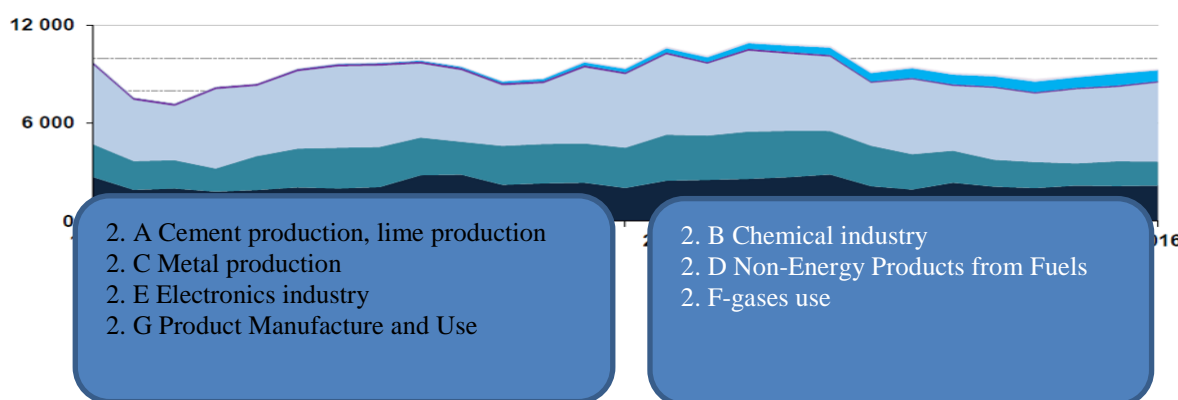 12 000
6 000
0
2. A Cement production, lime production
2. C Metal production
2. E Electronics industry
2. G Product Manufacture and Use
2. B Chemical industry
2. D Non-Energy Products from Fuels
2. F-gases use